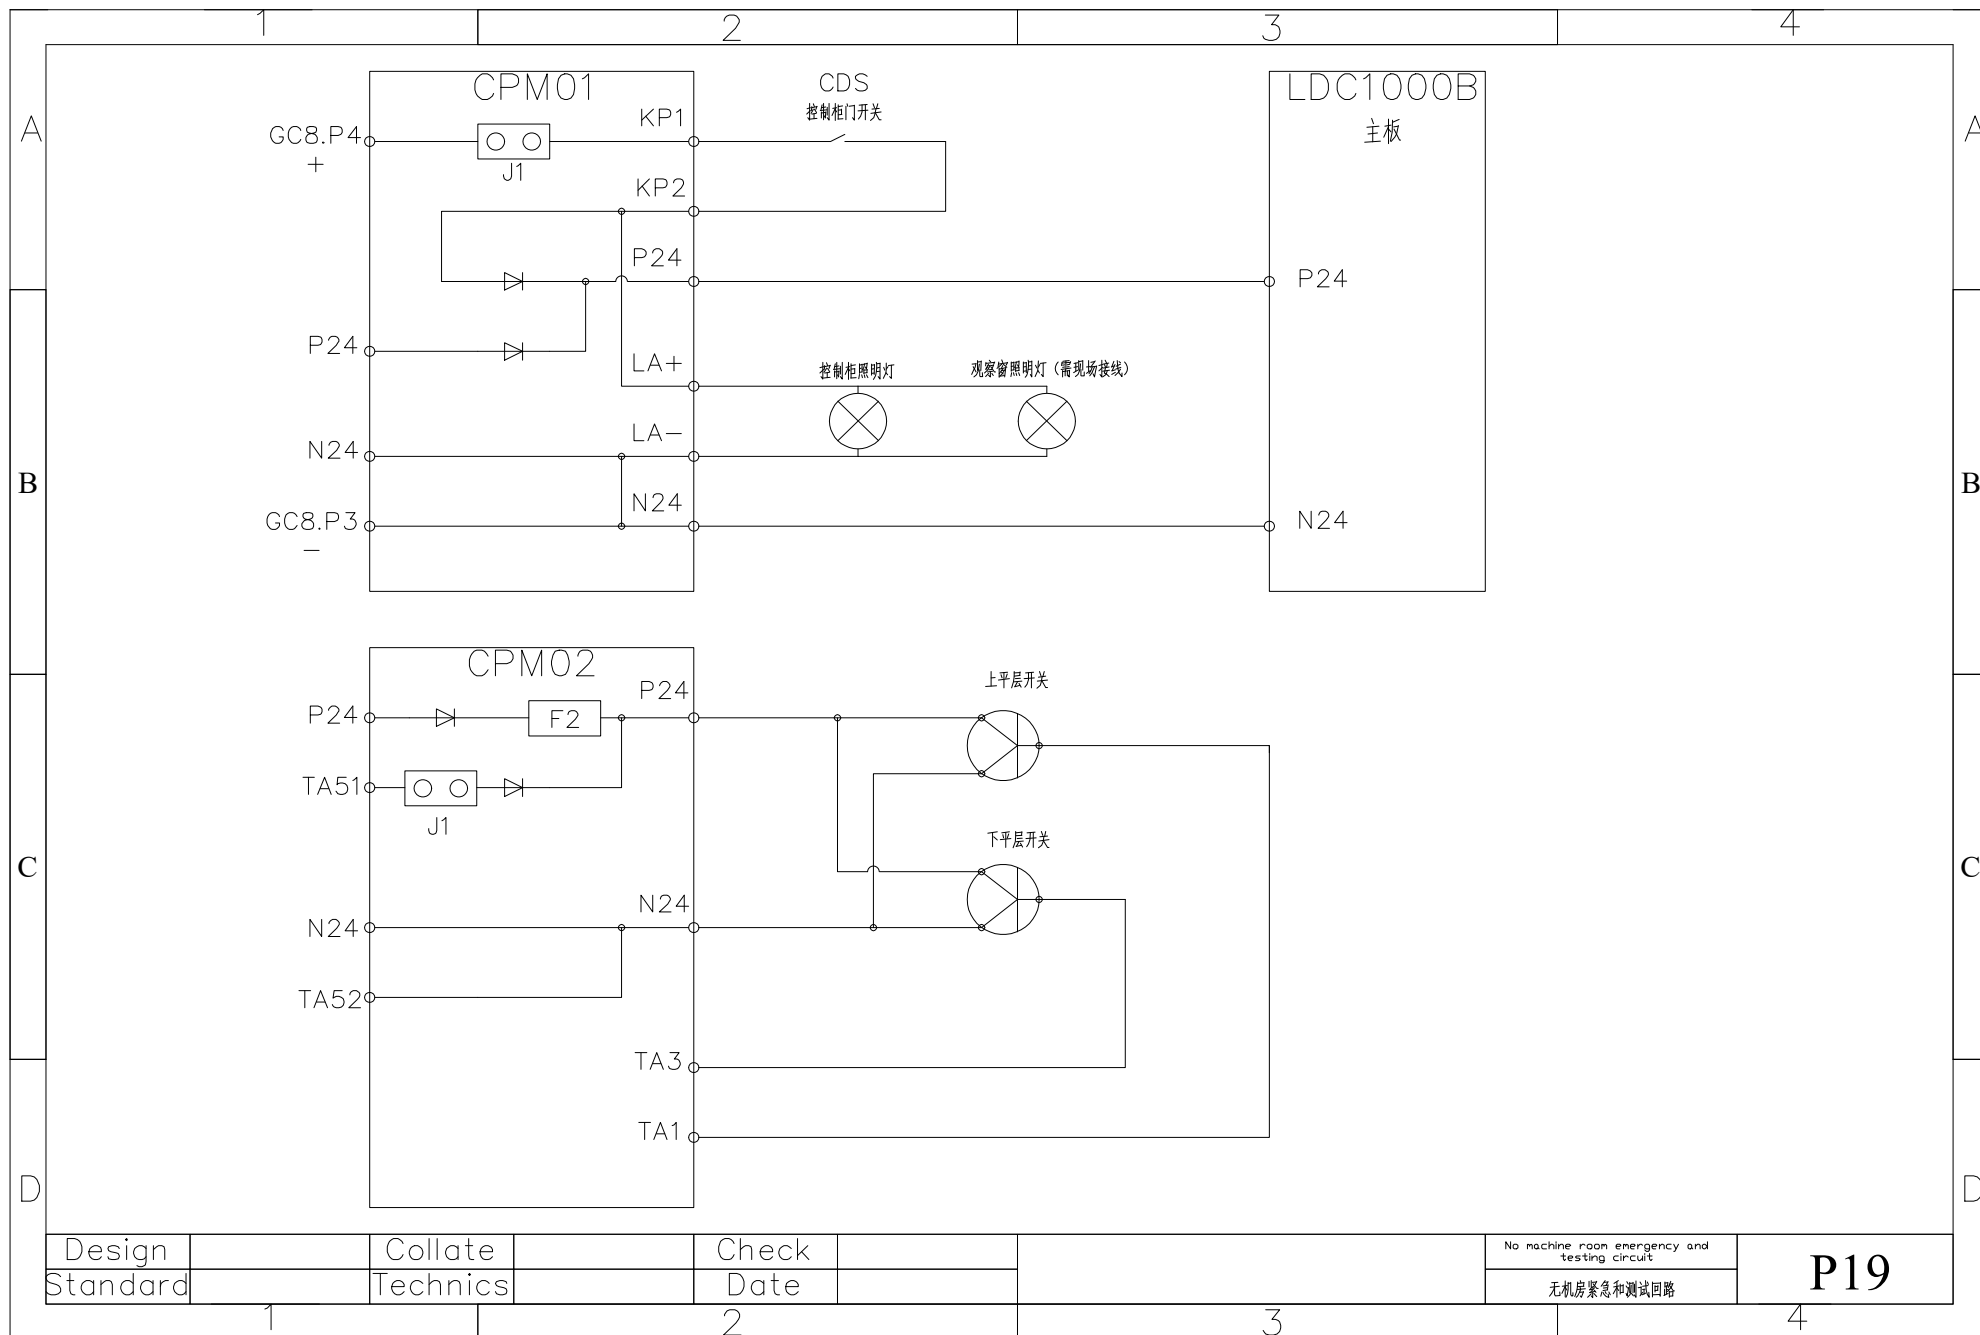 1
2
3
4
A
A
CPM01
CDS
控制柜门开关
LDC1000B
主板
GC8.P4
+
J1
KP1
KP2
P24
P24
P24
LA+
控制柜照明灯
观察窗照明灯（需现场接线）
LA-
N24
N24
N24
GC8.P3
-
B
B
CPM02
P24
上平层开关
P24
F2
TA51
J1
下平层开关
C
C
N24
N24
TA52
TA3
TA1
D
D
Design
Collate
Check
No machine room emergency and
testing circuit
P19
Standard
Technics
Date
无机房紧急和测试回路
1
2
3
4